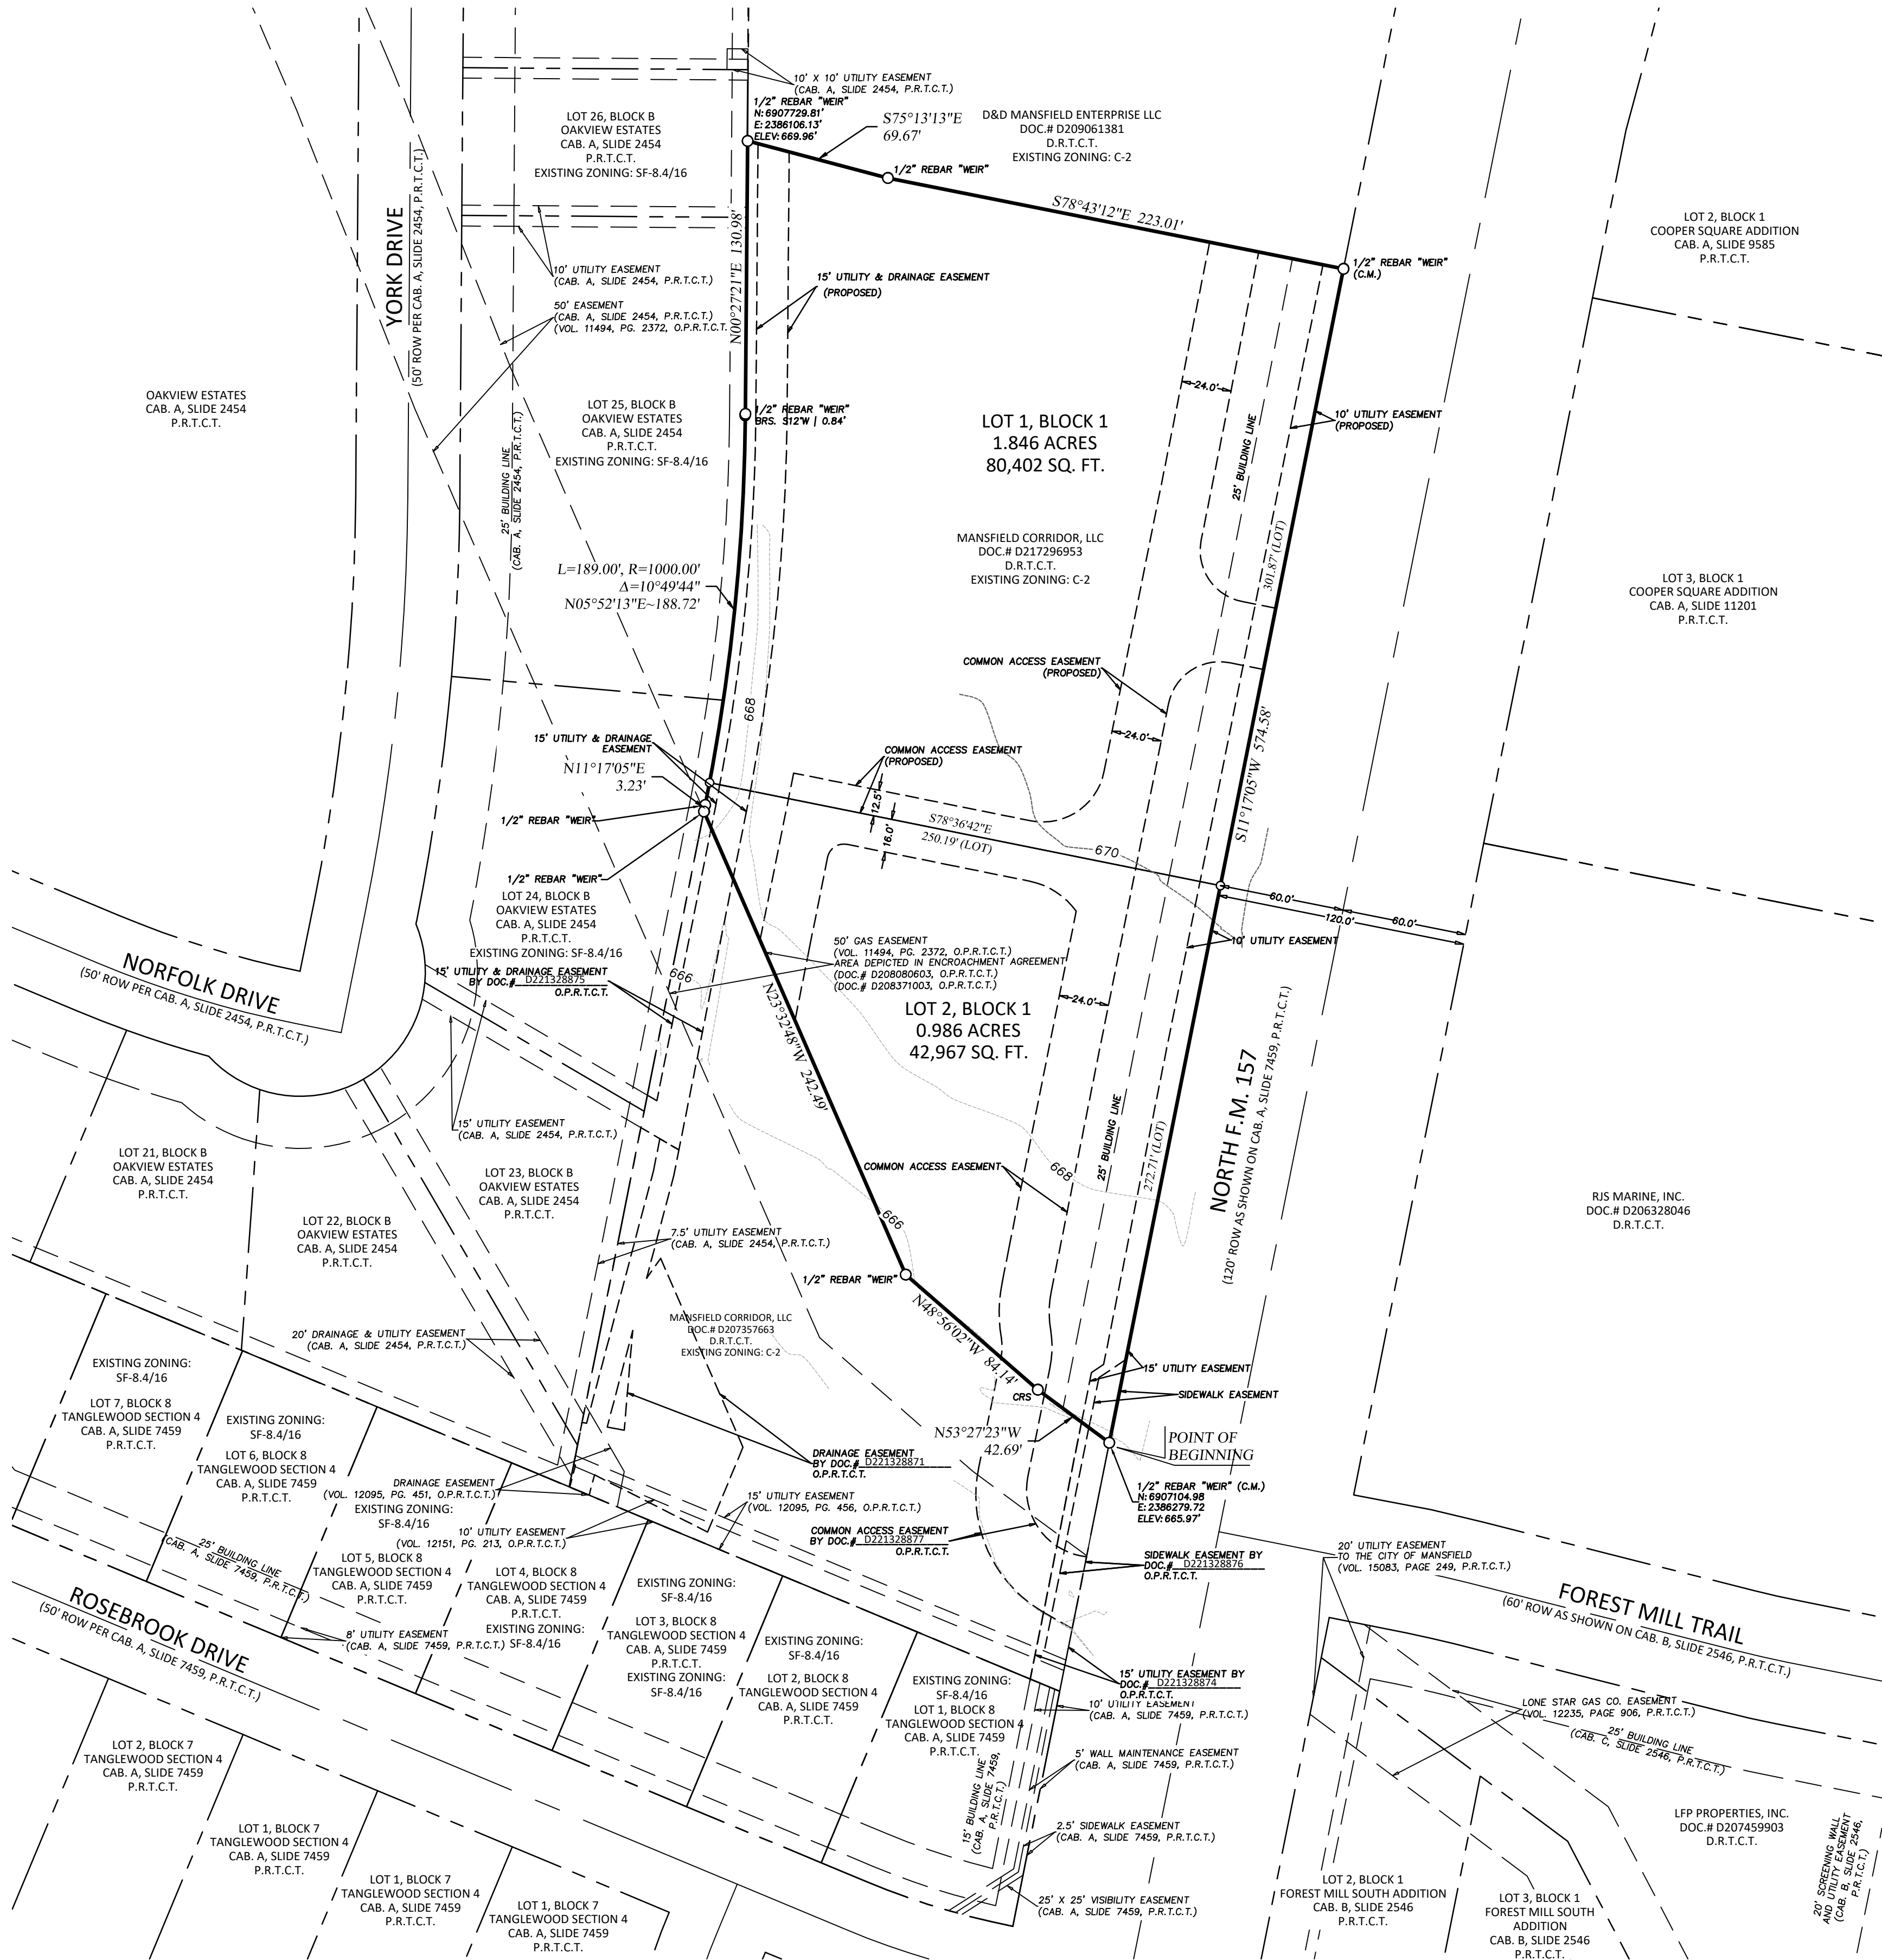 10' X 10' UTILITY EASEMENT
(CAB. A, SLIDE 2454, P.R.T.C.T.)
1/2" REBAR "WEIR"
N:6907729.81'
E:2386106.13'
ELEV:669.96'
S75°13'13"E
69.67'
D&D MANSFIELD ENTERPRISE LLC
DOC.# D209061381
D.R.T.C.T.
EXISTING ZONING: C-2
LOT 26, BLOCK B
OAKVIEW ESTATES
CAB. A, SLIDE 2454
P.R.T.C.T.
EXISTING ZONING: SF-8.4/16
1/2" REBAR "WEIR"
YORK DRIVE
(50' ROW PER CAB. A, SLIDE 2454, P.R.T.C.T.)
S78°43'12"E 223.01'
N00°27'21"E 130.98'
LOT 2, BLOCK 1
COOPER SQUARE ADDITION
CAB. A, SLIDE 9585
P.R.T.C.T.
10' UTILITY EASEMENT
(CAB. A, SLIDE 2454, P.R.T.C.T.)
15' UTILITY & DRAINAGE EASEMENT
(PROPOSED)
1/2" REBAR "WEIR"
(C.M.)
50' EASEMENT
(CAB. A, SLIDE 2454, P.R.T.C.T.)
(VOL. 11494, PG. 2372, O.P.R.T.C.T.
OAKVIEW ESTATES
CAB. A, SLIDE 2454
P.R.T.C.T.
LOT 25, BLOCK B
OAKVIEW ESTATES
CAB. A, SLIDE 2454
P.R.T.C.T.
EXISTING ZONING: SF-8.4/16
1/2" REBAR "WEIR"
BRS. S12°W | 0.84'
LOT 1, BLOCK 1
1.846 ACRES
80,402 SQ. FT.
24.0'
10' UTILITY EASEMENT
(PROPOSED)
25' BUILDING LINE
25' BUILDING LINE
(CAB. A, SLIDE 2454, P.R.T.C.T.)
L=189.00', R=1000.00'
Δ=10°49'44"
N05°52'13"E~188.72'
MANSFIELD CORRIDOR, LLC
DOC.# D217296953
D.R.T.C.T.
EXISTING ZONING: C-2
301.87' (LOT)
LOT 3, BLOCK 1
COOPER SQUARE ADDITION
CAB. A, SLIDE 11201
P.R.T.C.T.
COMMON ACCESS EASEMENT
(PROPOSED)
668
S11°17'05"W 574.58'
24.0'
15' UTILITY & DRAINAGE
EASEMENT
N11°17'05"E
3.23'
1/2" REBAR "WEIR"
COMMON ACCESS EASEMENT
(PROPOSED)
12.5'
16.0'
S78°36'42"E
250.19' (LOT)
670
1/2" REBAR "WEIR"
60.0'
60.0'
120.0'
LOT 24, BLOCK B
OAKVIEW ESTATES
CAB. A, SLIDE 2454
P.R.T.C.T.
EXISTING ZONING: SF-8.4/16
50' GAS EASEMENT
(VOL. 11494, PG. 2372, O.P.R.T.C.T.)
AREA DEPICTED IN ENCROACHMENT AGREEMENT
(DOC.# D208080603, O.P.R.T.C.T.)
(DOC.# D208371003, O.P.R.T.C.T.)
10' UTILITY EASEMENT
NORFOLK DRIVE
(50' ROW PER CAB. A, SLIDE 2454, P.R.T.C.T.)
15' UTILITY & DRAINAGE EASEMENT
BY DOC.# D221328875
O.P.R.T.C.T.
666
24.0'
LOT 2, BLOCK 1
0.986 ACRES
42,967 SQ. FT.
N23°32'48"W 242.49'
NORTH F.M. 157
(120' ROW AS SHOWN ON CAB. A, SLIDE 7459, P.R.T.C.T.)
15' UTILITY EASEMENT
(CAB. A, SLIDE 2454, P.R.T.C.T.)
25' BUILDING LINE
272.71' (LOT)
LOT 21, BLOCK B
OAKVIEW ESTATES
CAB. A, SLIDE 2454
P.R.T.C.T.
LOT 23, BLOCK B
OAKVIEW ESTATES
CAB. A, SLIDE 2454
P.R.T.C.T.
COMMON ACCESS EASEMENT
668
RJS MARINE, INC.
DOC.# D206328046
D.R.T.C.T.
LOT 22, BLOCK B
OAKVIEW ESTATES
CAB. A, SLIDE 2454
P.R.T.C.T.
666
7.5' UTILITY EASEMENT
(CAB. A, SLIDE 2454, P.R.T.C.T.)
1/2" REBAR "WEIR"
N48°56'02"W 84.14'
MANSFIELD CORRIDOR, LLC
DOC.# D207357663
D.R.T.C.T.
EXISTING ZONING: C-2
20' DRAINAGE & UTILITY EASEMENT
(CAB. A, SLIDE 2454, P.R.T.C.T.)
15' UTILITY EASEMENT
SIDEWALK EASEMENT
CRS
N53°27'23"W
42.69'
POINT OF
BEGINNING
EXISTING ZONING:
SF-8.4/16
LOT 7, BLOCK 8
TANGLEWOOD SECTION 4
CAB. A, SLIDE 7459
P.R.T.C.T.
EXISTING ZONING:
SF-8.4/16
LOT 6, BLOCK 8
TANGLEWOOD SECTION 4
CAB. A, SLIDE 7459
P.R.T.C.T.
DRAINAGE EASEMENT
BY DOC.# D221328871
O.P.R.T.C.T.
1/2" REBAR "WEIR" (C.M.)
N:6907104.98
E:2386279.72
ELEV:665.97'
DRAINAGE EASEMENT
(VOL. 12095, PG. 451, O.P.R.T.C.T.)
EXISTING ZONING:
SF-8.4/16
15' UTILITY EASEMENT
(VOL. 12095, PG. 456, O.P.R.T.C.T.)
10' UTILITY EASEMENT
(VOL. 12151, PG. 213, O.P.R.T.C.T.)
COMMON ACCESS EASEMENT
BY DOC.# D221328877
O.P.R.T.C.T.
SIDEWALK EASEMENT BY
DOC.# D221328876
O.P.R.T.C.T.
20' UTILITY EASEMENT
TO THE CITY OF MANSFIELD
(VOL. 15083, PAGE 249, P.R.T.C.T.)
25' BUILDING LINE
(CAB. A, SLIDE 7459, P.R.T.C.T.)
LOT 5, BLOCK 8
TANGLEWOOD SECTION 4
CAB. A, SLIDE 7459
P.R.T.C.T.
LOT 4, BLOCK 8
TANGLEWOOD SECTION 4
CAB. A, SLIDE 7459
P.R.T.C.T.
EXISTING ZONING:
SF-8.4/16
EXISTING ZONING:
SF-8.4/16
LOT 3, BLOCK 8
TANGLEWOOD SECTION 4
CAB. A, SLIDE 7459
P.R.T.C.T.
EXISTING ZONING:
SF-8.4/16
FOREST MILL TRAIL
(60' ROW AS SHOWN ON CAB. B, SLIDE 2546, P.R.T.C.T.)
ROSEBROOK DRIVE
(50' ROW PER CAB. A, SLIDE 7459, P.R.T.C.T.)
8' UTILITY EASEMENT
(CAB. A, SLIDE 7459, P.R.T.C.T.)
EXISTING ZONING:
SF-8.4/16
LOT 2, BLOCK 8
TANGLEWOOD SECTION 4
CAB. A, SLIDE 7459
P.R.T.C.T.
EXISTING ZONING:
SF-8.4/16
LOT 1, BLOCK 8
TANGLEWOOD SECTION 4
CAB. A, SLIDE 7459
P.R.T.C.T.
15' UTILITY EASEMENT BY
DOC.# D221328874
O.P.R.T.C.T.
10' UTILITY EASEMENT
(CAB. A, SLIDE 7459, P.R.T.C.T.)
LONE STAR GAS CO. EASEMENT
(VOL. 12235, PAGE 906, P.R.T.C.T.)
25' BUILDING LINE
(CAB. C, SLIDE 2546, P.R.T.C.T.)
5' WALL MAINTENANCE EASEMENT
(CAB. A, SLIDE 7459, P.R.T.C.T.)
15' BUILDING LINE
(CAB. A, SLIDE 7459,
P.R.T.C.T.)
LOT 2, BLOCK 7
TANGLEWOOD SECTION 4
CAB. A, SLIDE 7459
P.R.T.C.T.
2.5' SIDEWALK EASEMENT
(CAB. A, SLIDE 7459, P.R.T.C.T.)
LFP PROPERTIES, INC.
DOC.# D207459903
D.R.T.C.T.
20' SCREENING WALL
AND UTILITY EASEMENT
(CAB. B, SLIDE 2546,
P.R.T.C.T.)
LOT 1, BLOCK 7
TANGLEWOOD SECTION 4
CAB. A, SLIDE 7459
P.R.T.C.T.
LOT 1, BLOCK 7
TANGLEWOOD SECTION 4
CAB. A, SLIDE 7459
P.R.T.C.T.
LOT 1, BLOCK 7
TANGLEWOOD SECTION 4
CAB. A, SLIDE 7459
P.R.T.C.T.
25' X 25' VISIBILITY EASEMENT
(CAB. A, SLIDE 7459, P.R.T.C.T.)
LOT 2, BLOCK 1
FOREST MILL SOUTH ADDITION
CAB. B, SLIDE 2546
P.R.T.C.T.
LOT 3, BLOCK 1
FOREST MILL SOUTH
ADDITION
CAB. B, SLIDE 2546
P.R.T.C.T.